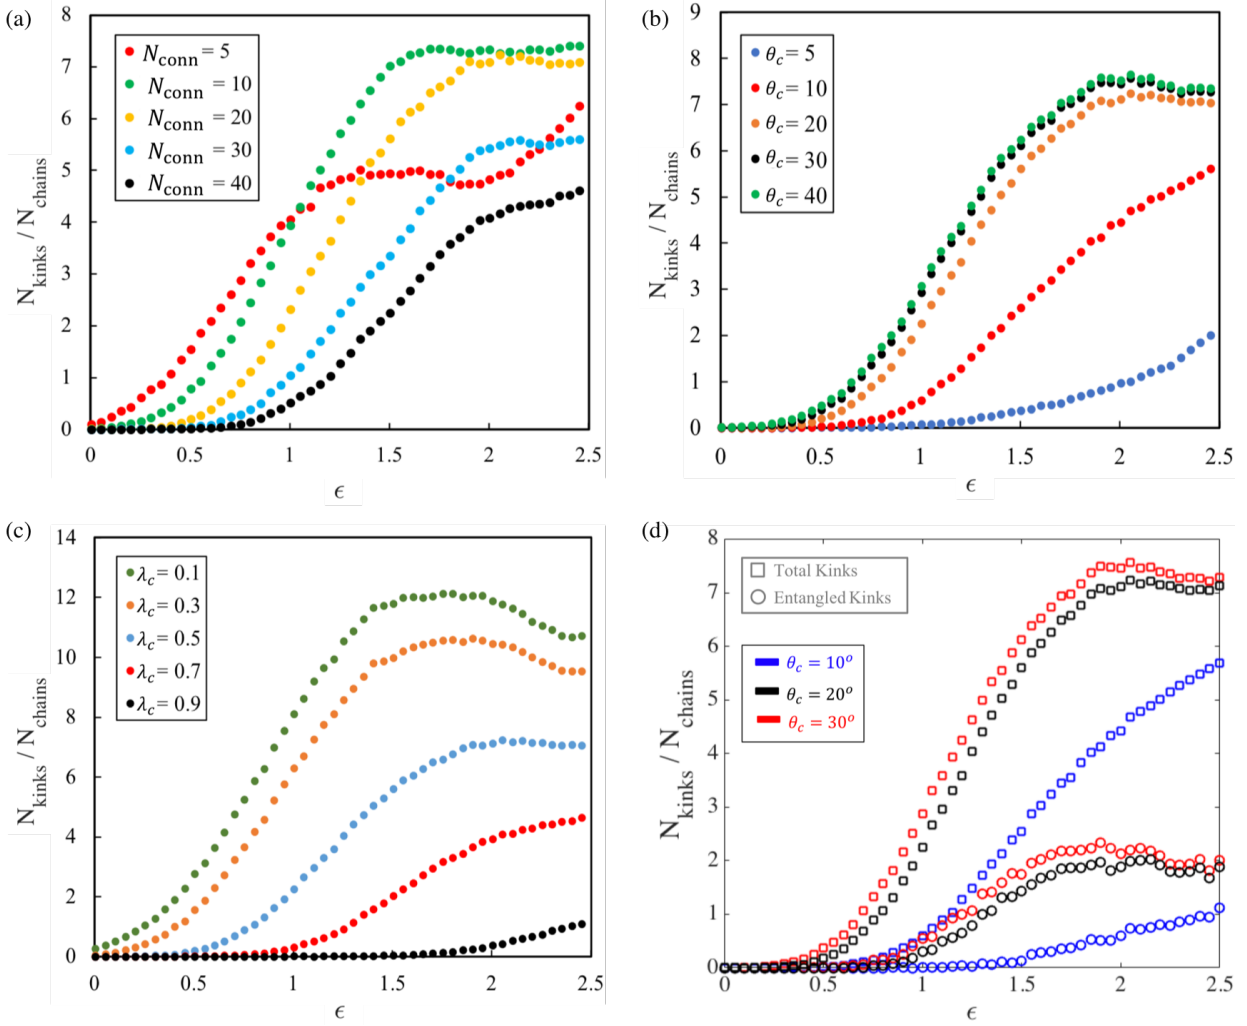 (a)
8
7
6
5
4
3
2
1
0
N_conn = 5
N_conn = 10
N_conn = 20
N_conn = 30
N_conn = 40
N_kinks / N_chains
0 0.5 1 1.5 2 2.5
ϵ
(b)
9
8
7
6
5
4
3
2
1
0
θ_c = 5
θ_c = 10
θ_c = 20
θ_c = 30
θ_c = 40
N_kinks / N_chains
0 0.5 1 1.5 2 2.5
ϵ
(c)
14
12
10
8
6
4
2
0
λ_c = 0.1
λ_c = 0.3
λ_c = 0.5
λ_c = 0.7
λ_c = 0.9
N_kinks / N_chains
0 0.5 1 1.5 2 2.5
ϵ
(d)
8
7
6
5
4
3
2
1
0
Total Kinks
Entangled Kinks
θ_c = 10°
θ_c = 20°
θ_c = 30°
N_kinks / N_chains
0 0.5 1 1.5 2 2.5
ϵ